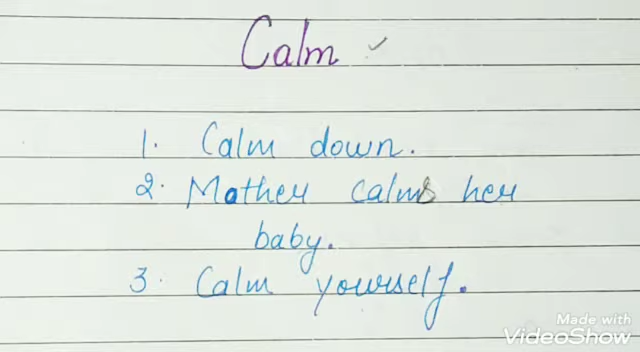 Calm
1. Calm down.
2. Mother calms her
baby.
3. Calm yourself.
Made with
VideoShow